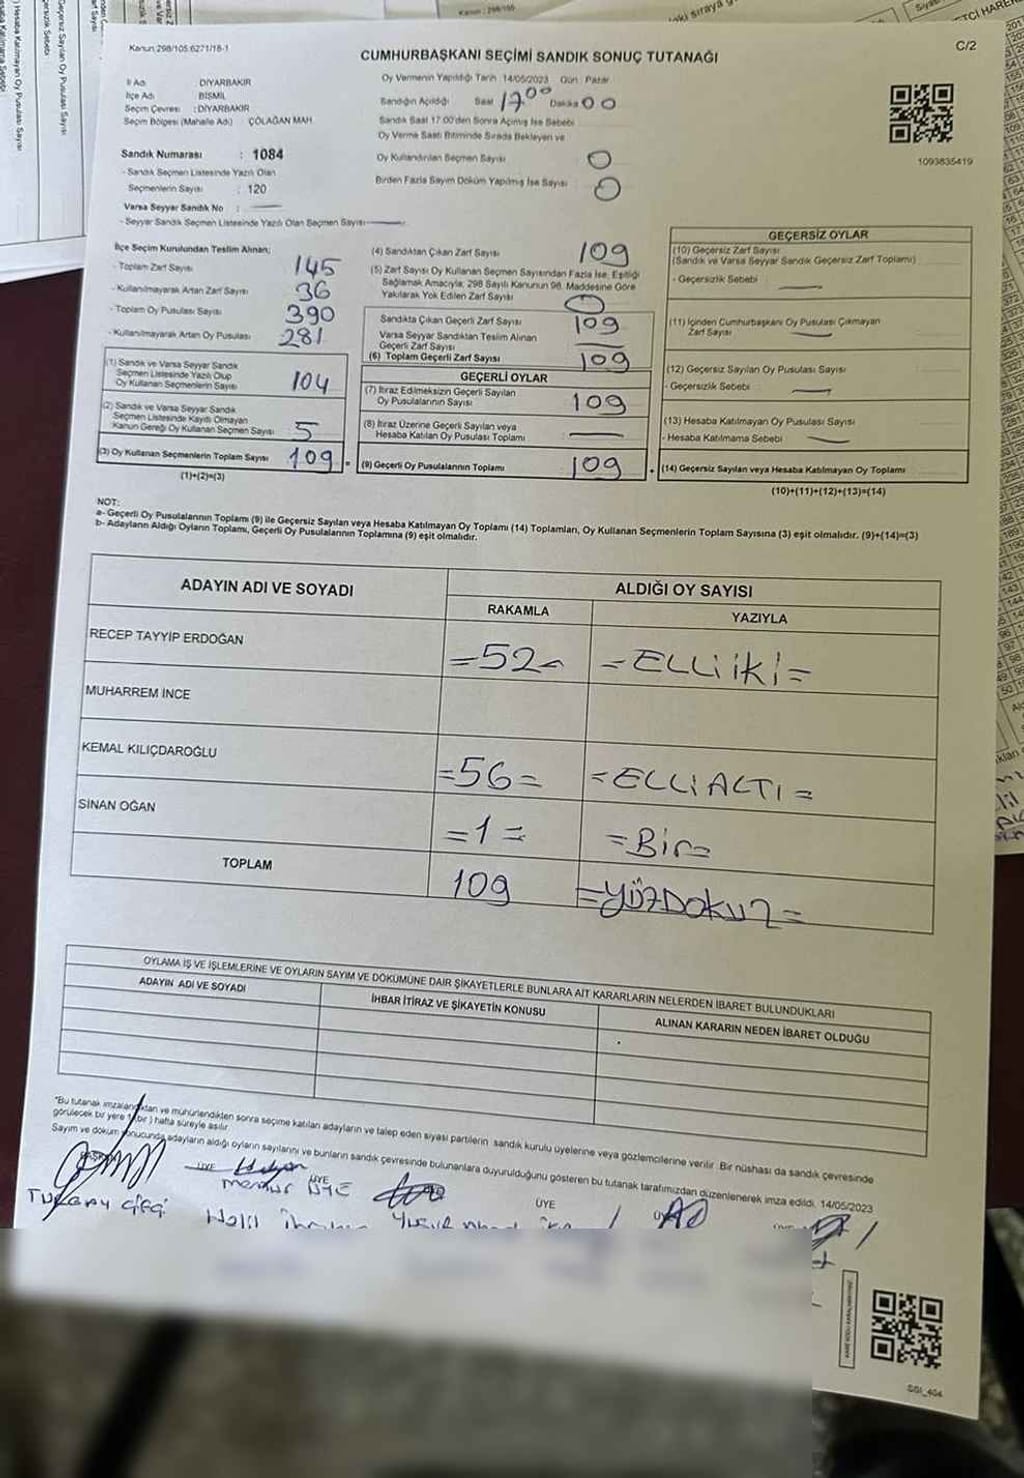 Kanun 298/105.6271/18-1
CUMHURBAŞKANI SEÇİMİ SANDIK SONUÇ TUTANAĞI
C/2
İl Adı DİYARBAKIR
İlçe Adı BİSMİL
Seçim Çevresi :DİYARBAKIR
Seçim Bölgesi (Mahalle Adı) ÇÖLAĞAN MAH.
Oy Vermenin Yapıldığı Tarih 14/05/2023 Gün Pazar
Sandığın Açıldığı Saat 17:00 Dakika 00
Sandık Saat 17:00'den Sonra Açılmış İse Sebebi
Oy Verme Saati Bitiminde Sırada Bekleyen ve
Oy Kullandırılan Seçmen Sayısı 0
Birden Fazla Sayım Döküm Yapılmış İse Sayısı 0
1093835419
Sandık Numarası : 1084
- Sandık Seçmen Listesinde Yazılı Olan
Seçmenlerin Sayısı : 120
Varsa Seyyar Sandık No :
- Seyyar Sandık Seçmen Listesinde Yazılı Olan Seçmen Sayısı
İlçe Seçim Kurulundan Teslim Alınan;
- Toplam Zarf Sayısı 145
- Kullanılmayarak Artan Zarf Sayısı 36
- Toplam Oy Pusulası Sayısı 390
- Kullanılmayarak Artan Oy Pusulası 281
(1) Sandık ve Varsa Seyyar Sandık
Seçmen Listesinde Yazılı Olup
Oy Kullanan Seçmenlerin Sayısı 104
(2) Sandık ve Varsa Seyyar Sandık
Seçmen Listesinde Kayıtlı Olmayan
Kanun Gereği Oy Kullanan Seçmen Sayısı 5
(3) Oy Kullanan Seçmenlerin Toplam Sayısı 109
(1)+(2)=(3)
(4) Sandıktan Çıkan Zarf Sayısı 109
(5) Zarf Sayısı Oy Kullanan Seçmen Sayısından Fazla İse, Eşitliği
Sağlamak Amacıyla; 298 Sayılı Kanunun 98. Maddesine Göre
Yakılarak Yok Edilen Zarf Sayısı 0
Sandıkta Çıkan Geçerli Zarf Sayısı 109
Varsa Seyyar Sandıktan Teslim Alınan
Geçerli Zarf Sayısı
(6) Toplam Geçerli Zarf Sayısı 109
GEÇERLİ OYLAR
(7) İtiraz Edilmeksizin Geçerli Sayılan
Oy Pusulalarının Sayısı 109
(8) İtiraz Üzerine Geçerli Sayılan veya
Hesaba Katılan Oy Pusulası Toplamı
(9) Geçerli Oy Pusulalarının Toplamı 109
GEÇERSİZ OYLAR
(10) Geçersiz Zarf Sayısı
(Sandık ve Varsa Seyyar Sandık Geçersiz Zarf Toplamı)
- Geçersizlik Sebebi
(11) İçinden Cumhurbaşkanı Oy Pusulası Çıkmayan
Zarf Sayısı
(12) Geçersiz Sayılan Oy Pusulası Sayısı
- Geçersizlik Sebebi
(13) Hesaba Katılmayan Oy Pusulası Sayısı
- Hesaba Katılmama Sebebi
(14) Geçersiz Sayılan veya Hesaba Katılmayan Oy Toplamı
(10)+(11)+(12)+(13)=(14)
NOT:
a- Geçerli Oy Pusulalarının Toplamı (9) ile Geçersiz Sayılan veya Hesaba Katılmayan Oy Toplamı (14) Toplamları, Oy Kullanan Seçmenlerin Toplam Sayısına (3) eşit olmalıdır. (9)+(14)=(3)
b- Adayların Aldığı Oyların Toplamı, Geçerli Oy Pusulalarının Toplamına (9) eşit olmalıdır.
ADAYIN ADI VE SOYADI
ALDIĞI OY SAYISI
RAKAMLA YAZIYLA
RECEP TAYYİP ERDOĞAN =52= =ELLİ İKİ=
MUHARREM İNCE
KEMAL KILIÇDAROĞLU =56= =ELLİ ALTI=
SİNAN OĞAN =1= =Bir=
TOPLAM 109 =YÜZDOKUZ=
OYLAMA İŞ VE İŞLEMLERİNE VE OYLARIN SAYIM VE DÖKÜMÜNE DAİR ŞİKAYETLERLE BUNLARA AİT KARARLARIN NELERDEN İBARET BULUNDUKLARI
ADAYIN ADI VE SOYADI İHBAR İTİRAZ VE ŞİKAYETİN KONUSU ALINAN KARARIN NEDEN İBARET OLDUĞU
"Bu tutanak imzalandıktan ve mühürlendikten sonra seçime katılan adayların ve talep eden siyasi partilerin sandık kurulu üyelerine veya gözlemcilerine verilir. Bir nüshası da sandık çevresinde
görülecek bir yere 1 (bir) hafta süreyle asılır.
Sayım ve döküm sonucunda adayların aldığı oyların sayılarını ve bunların sandık çevresinde bulunanlara duyurulduğunu gösteren bu tutanak tarafımızdan düzenlenerek imza edildi. 14/05/2023
BAŞKAN ÜYE ÜYE ÜYE
memur ÜYE
Halil İbrahim
SSI_404